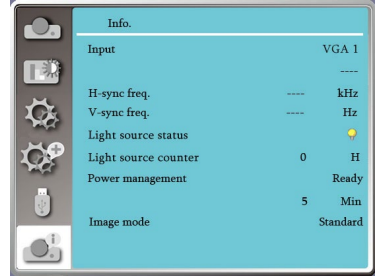 Info.
Input VGA 1
----
H-sync freq. ---- kHz
V-sync freq. ---- Hz
Light source status
Light source counter 0 H
Power management Ready
5 Min
Image mode Standard